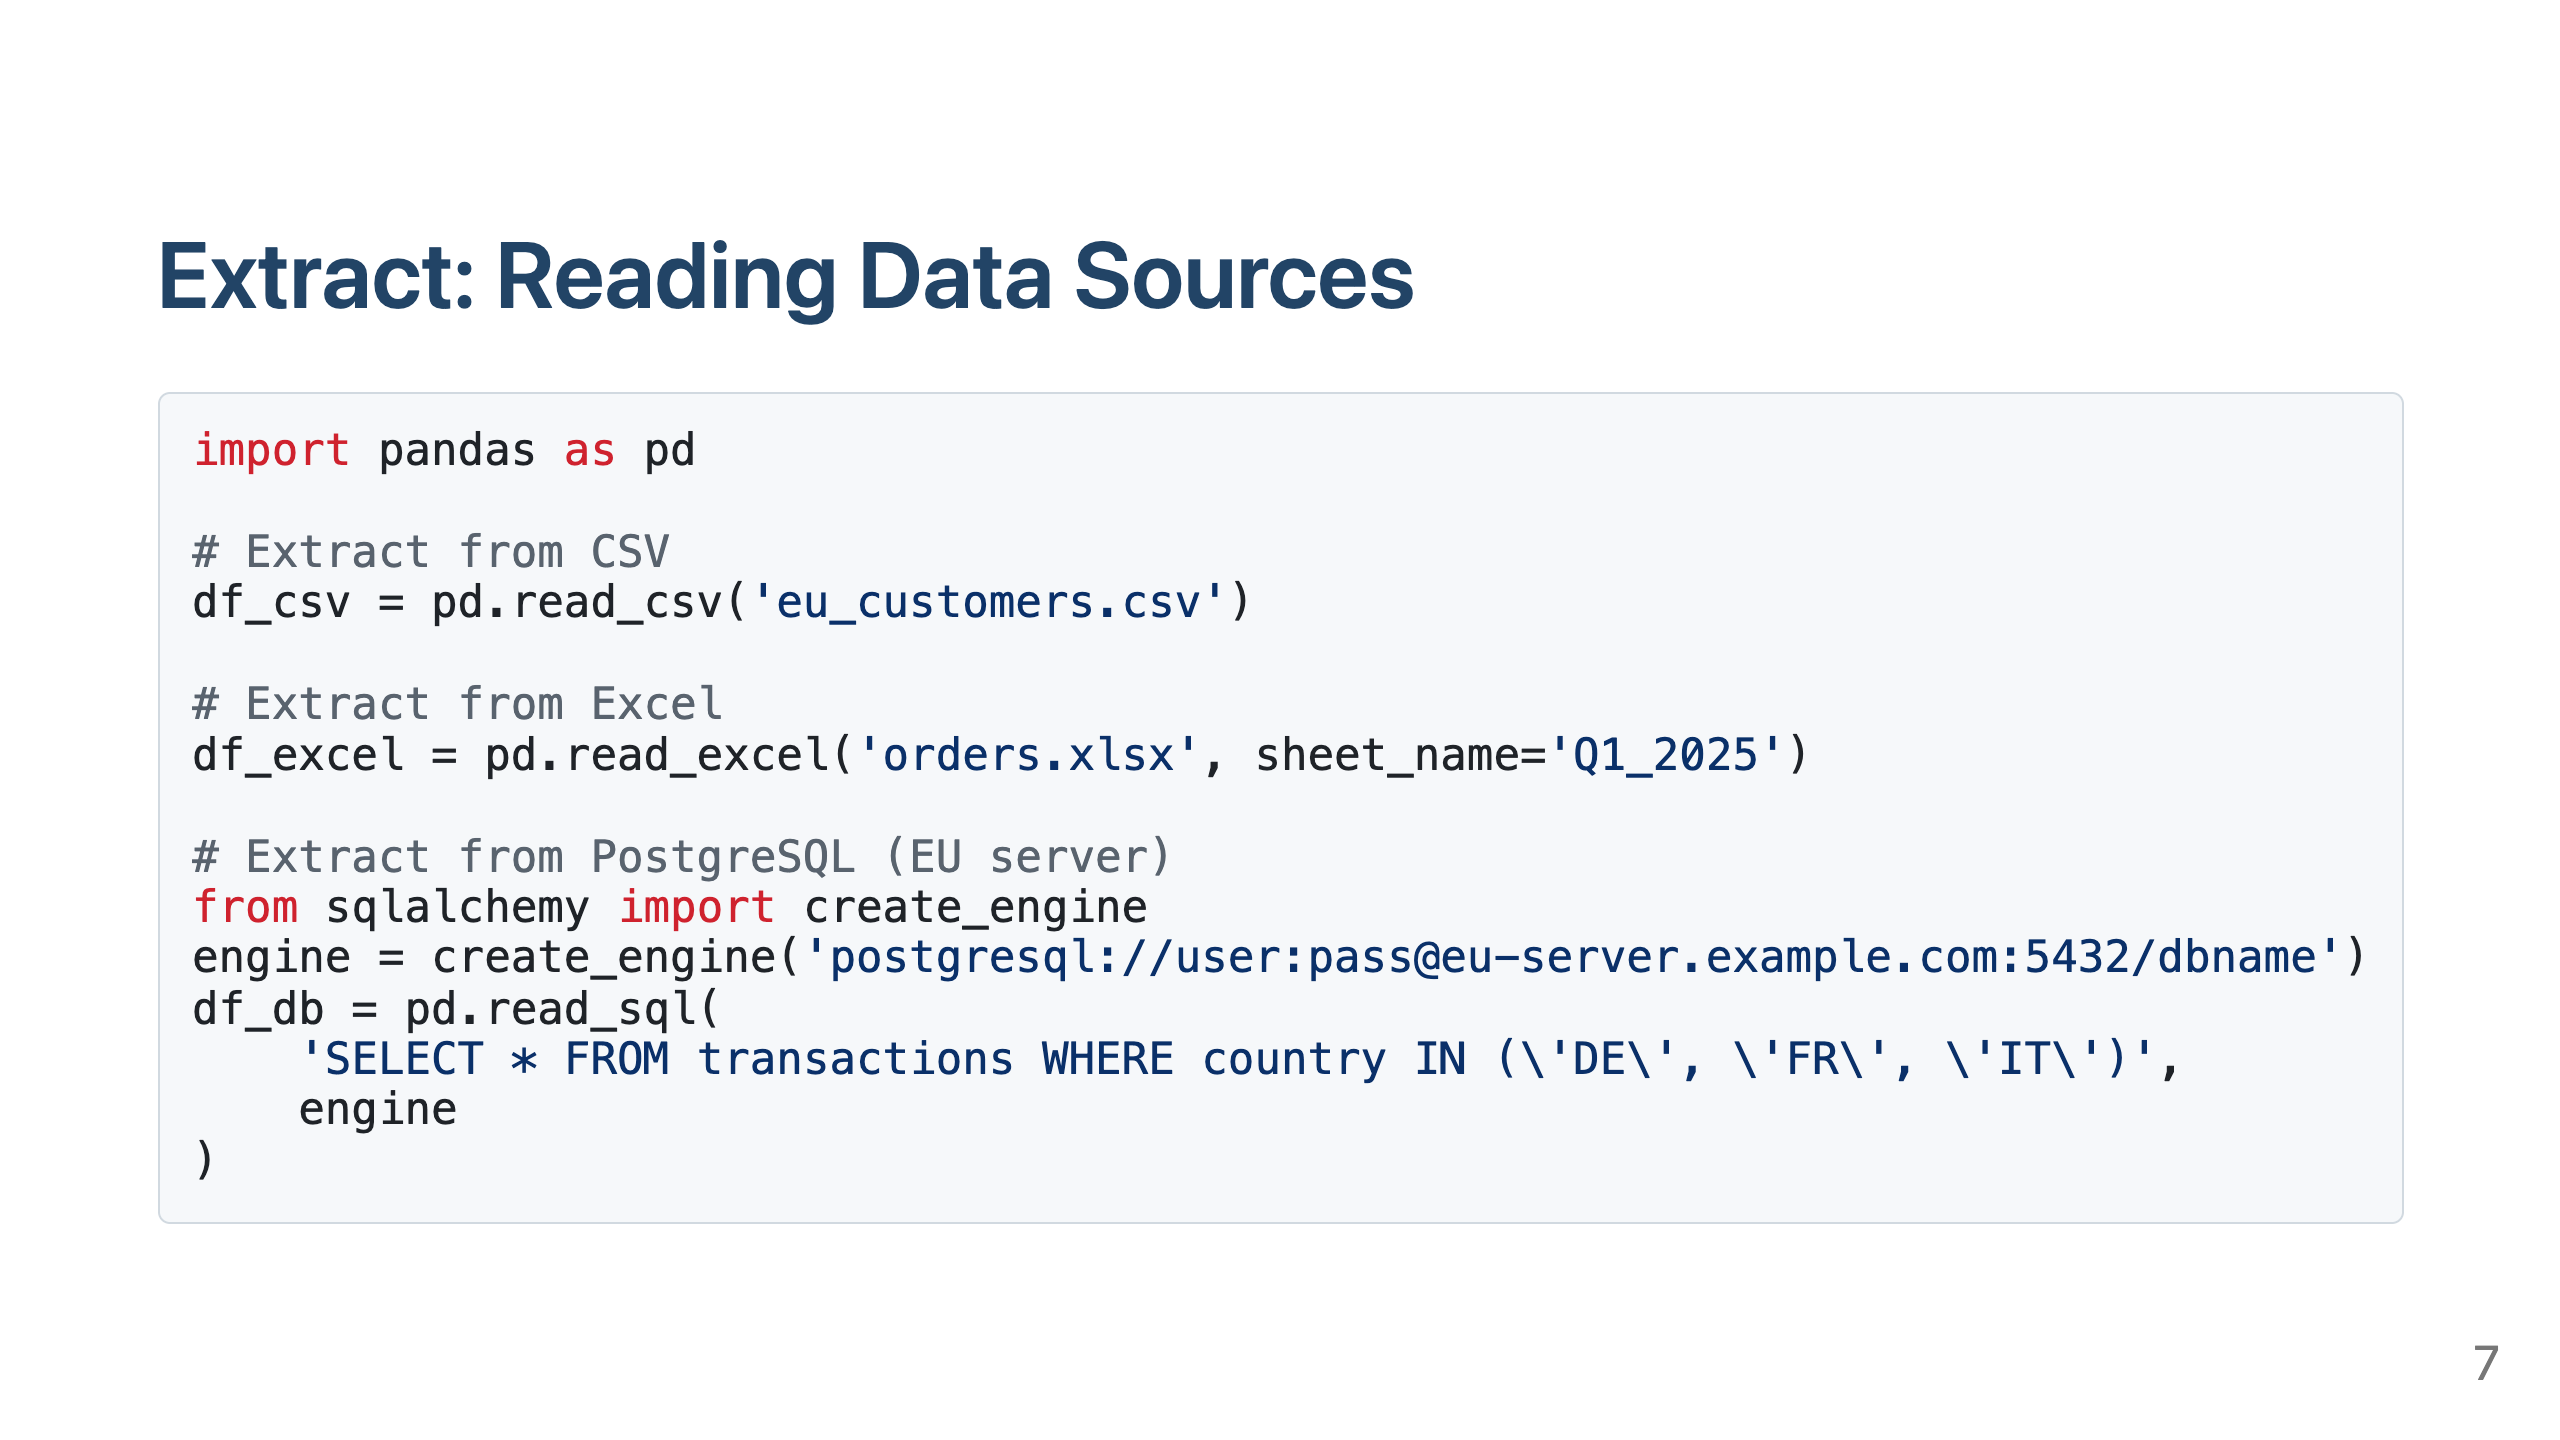 Extract: Reading Data Sources
import pandas as pd
# Extract from CSV
df_csv = pd.read_csv('eu_customers.csv')
# Extract from Excel
df_excel = pd.read_excel('orders.xlsx', sheet_name='Q1_2025')
# Extract from PostgreSQL (EU server)
from sqlalchemy import create_engine
engine = create_engine('postgresql://user:pass@eu-server.example.com:5432/dbname')
df_db = pd.read_sql(
    'SELECT * FROM transactions WHERE country IN (\'DE\', \'FR\', \'IT\')',
    engine
)
7